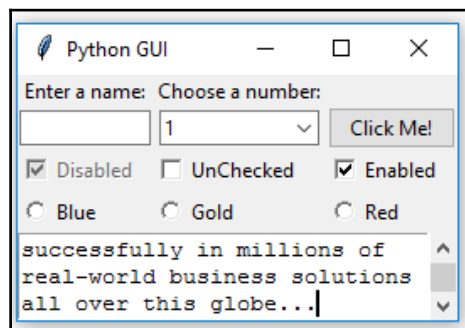 Python GUI
Enter a name: Choose a number:
1 Click Me!
Disabled UnChecked Enabled
Blue Gold Red
successfully in millions of
real-world business solutions
all over this globe...